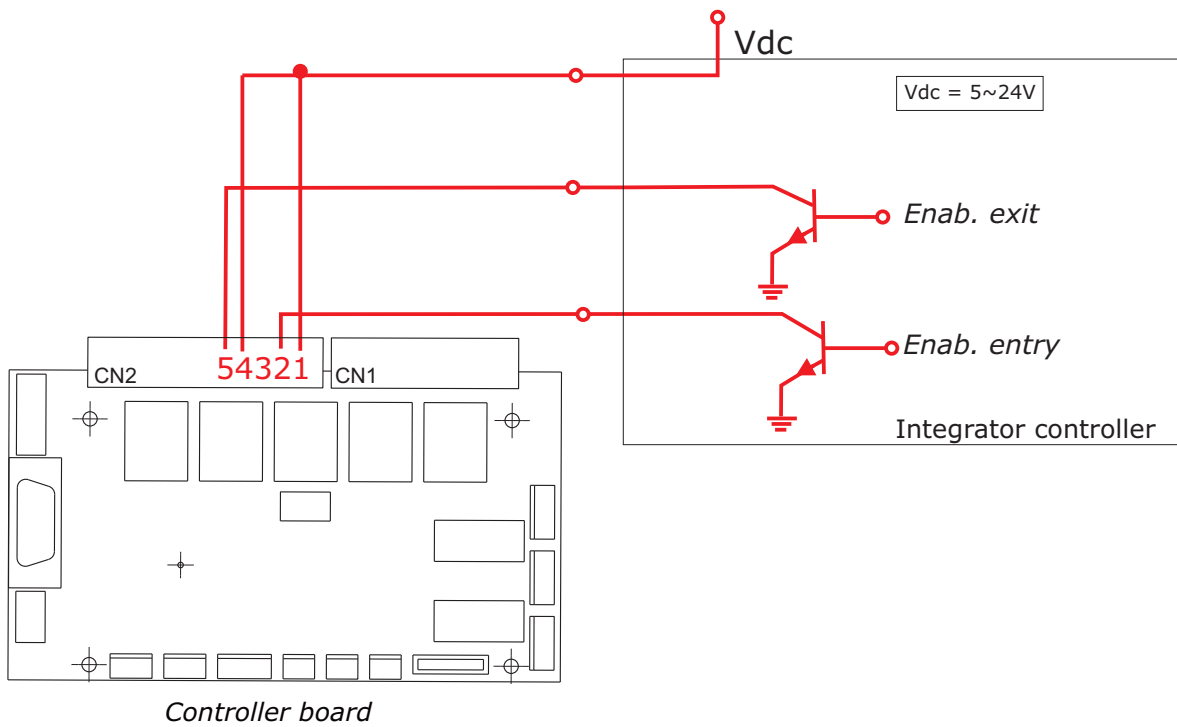 Vdc
Vdc = 5~24V
Enab. exit
Enab. entry
CN2
54321
CN1
Integrator controller
Controller board